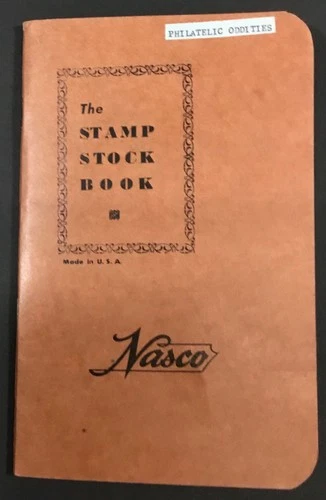 PHILATELIC ODDITIES
The
STAMP
STOCK
BOOK
Made in U. S. A.
Nasco